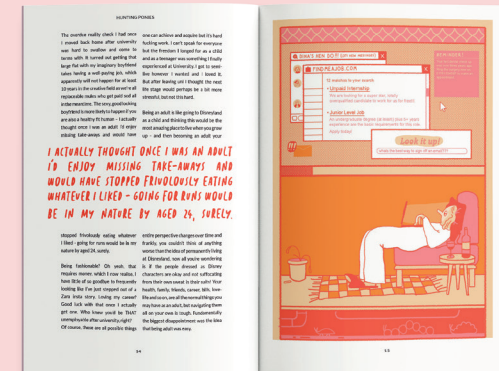 HUNTING PONIES
The overdue reality check I had once
I moved back home after university
was hard to swallow and come to
terms with. It turned out getting that
large flat with my imaginary boyfriend
takes having a well paying job, which
apparently will not happen for at least
10 years in the creative field as we're all
replaceable males who get paid sod all
in the meantime. The sexy, good looking
boyfriend is more likely to happen if you
are also a healthy fit human - I actually
thought once I was an adult I'd enjoy
missing take-aways and would have
one can achieve and acquire but it's hard
fucking work. I can't speak for everyone
but the freedom I longed for as a child
and as a teenager was something I finally
experienced at University. I got to work
live however I wanted and I loved it.
But after leaving uni I thought the next
life stage would perhaps be a bit more
stressful, but not this hard.
Being an adult is like going to Disneyland
as a child and thinking this would be the
most amazing place to live when you grow
up - and then becoming an adult your
I ACTUALLY THOUGHT ONCE I WAS AN ADULT
I'D ENJOY MISSING TAKE-AWAYS AND
WOULD HAVE STOPPED FRIVOLOUSLY EATING
WHATEVER I LIKED - GOING FOR RUNS WOULD
BE IN MY NATURE BY AGED 24, SURELY.
stopped frivolously eating whatever
I liked - going for runs would be in my
nature by aged 24, surely.
Being fashionable? Oh yeah, that
requires money, which I now realise, I
have little of so goodbye to frequently
looking like I've just stepped out of a
Zara insta story. Loving my career?
Good luck with that once I actually
get one. Who knew you'd be THAT
unemployable after university, right?
Of course, these are all possible things
entire perspective changes over time and
frankly, you couldn't think of anything
worse than the idea of permanently living
at Disneyland, now all you're wondering
is if the people dressed as Disney
characters are okay and not suffocating
from their own sweat in their suits! Your
health, family, friends, career, bills, love-
life and so on, are all the normal things you
may have as an adult, but navigating them
all on your own is tough. Fundamentally
the biggest disappointment was the idea
that being adult was easy.
54
FINDMEAJOB.COM
12 matches to your search
Unpaid Internship
Junior Level Job
Apply today!
Look it up!
55